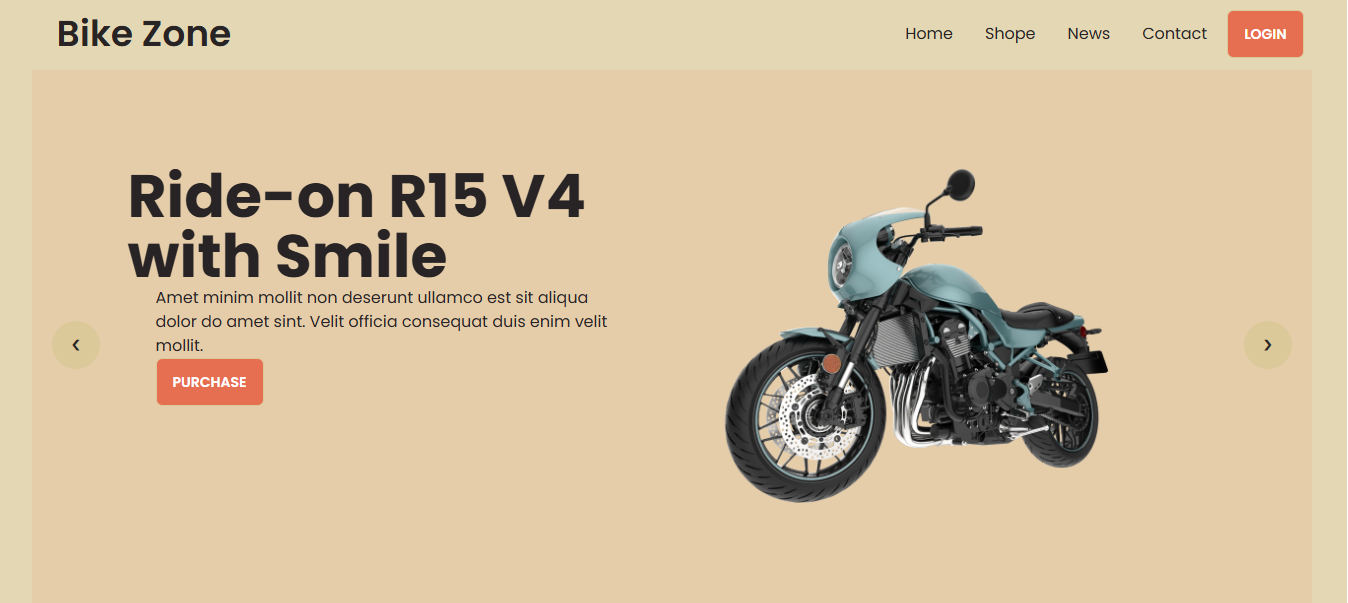 Bike Zone
Home Shope News Contact LOGIN
Ride-on R15 V4
with Smile
Amet minim mollit non deserunt ullamco est sit aliqua
dolor do amet sint. Velit officia consequat duis enim velit
mollit.
‹ ›
PURCHASE